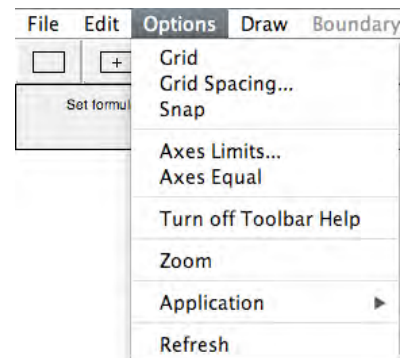 File Edit Options Draw Boundary
Set formul
Grid
Grid Spacing...
Snap
Axes Limits...
Axes Equal
Turn off Toolbar Help
Zoom
Application
Refresh